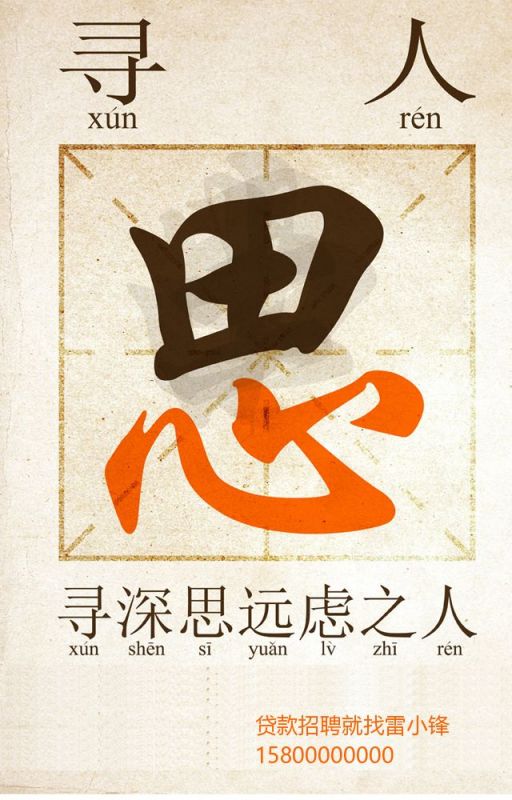 寻 人
xún rén
思
寻深思远虑之人
xún shēn sī yuǎn lǜ zhī rén
贷款招聘就找雷小锋
15800000000